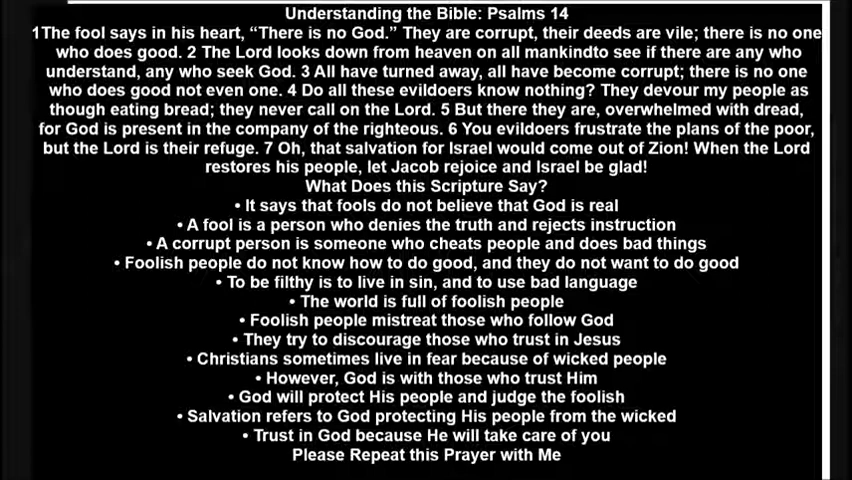 Understanding the Bible: Psalms 14
1The fool says in his heart, “There is no God.” They are corrupt, their deeds are vile; there is no one
who does good. 2 The Lord looks down from heaven on all mankindto see if there are any who
understand, any who seek God. 3 All have turned away, all have become corrupt; there is no one
who does good not even one. 4 Do all these evildoers know nothing? They devour my people as
though eating bread; they never call on the Lord. 5 But there they are, overwhelmed with dread,
for God is present in the company of the righteous. 6 You evildoers frustrate the plans of the poor,
but the Lord is their refuge. 7 Oh, that salvation for Israel would come out of Zion! When the Lord
restores his people, let Jacob rejoice and Israel be glad!
What Does this Scripture Say?
• It says that fools do not believe that God is real
• A fool is a person who denies the truth and rejects instruction
• A corrupt person is someone who cheats people and does bad things
• Foolish people do not know how to do good, and they do not want to do good
• To be filthy is to live in sin, and to use bad language
• The world is full of foolish people
• Foolish people mistreat those who follow God
• They try to discourage those who trust in Jesus
• Christians sometimes live in fear because of wicked people
• However, God is with those who trust Him
• God will protect His people and judge the foolish
• Salvation refers to God protecting His people from the wicked
• Trust in God because He will take care of you
Please Repeat this Prayer with Me